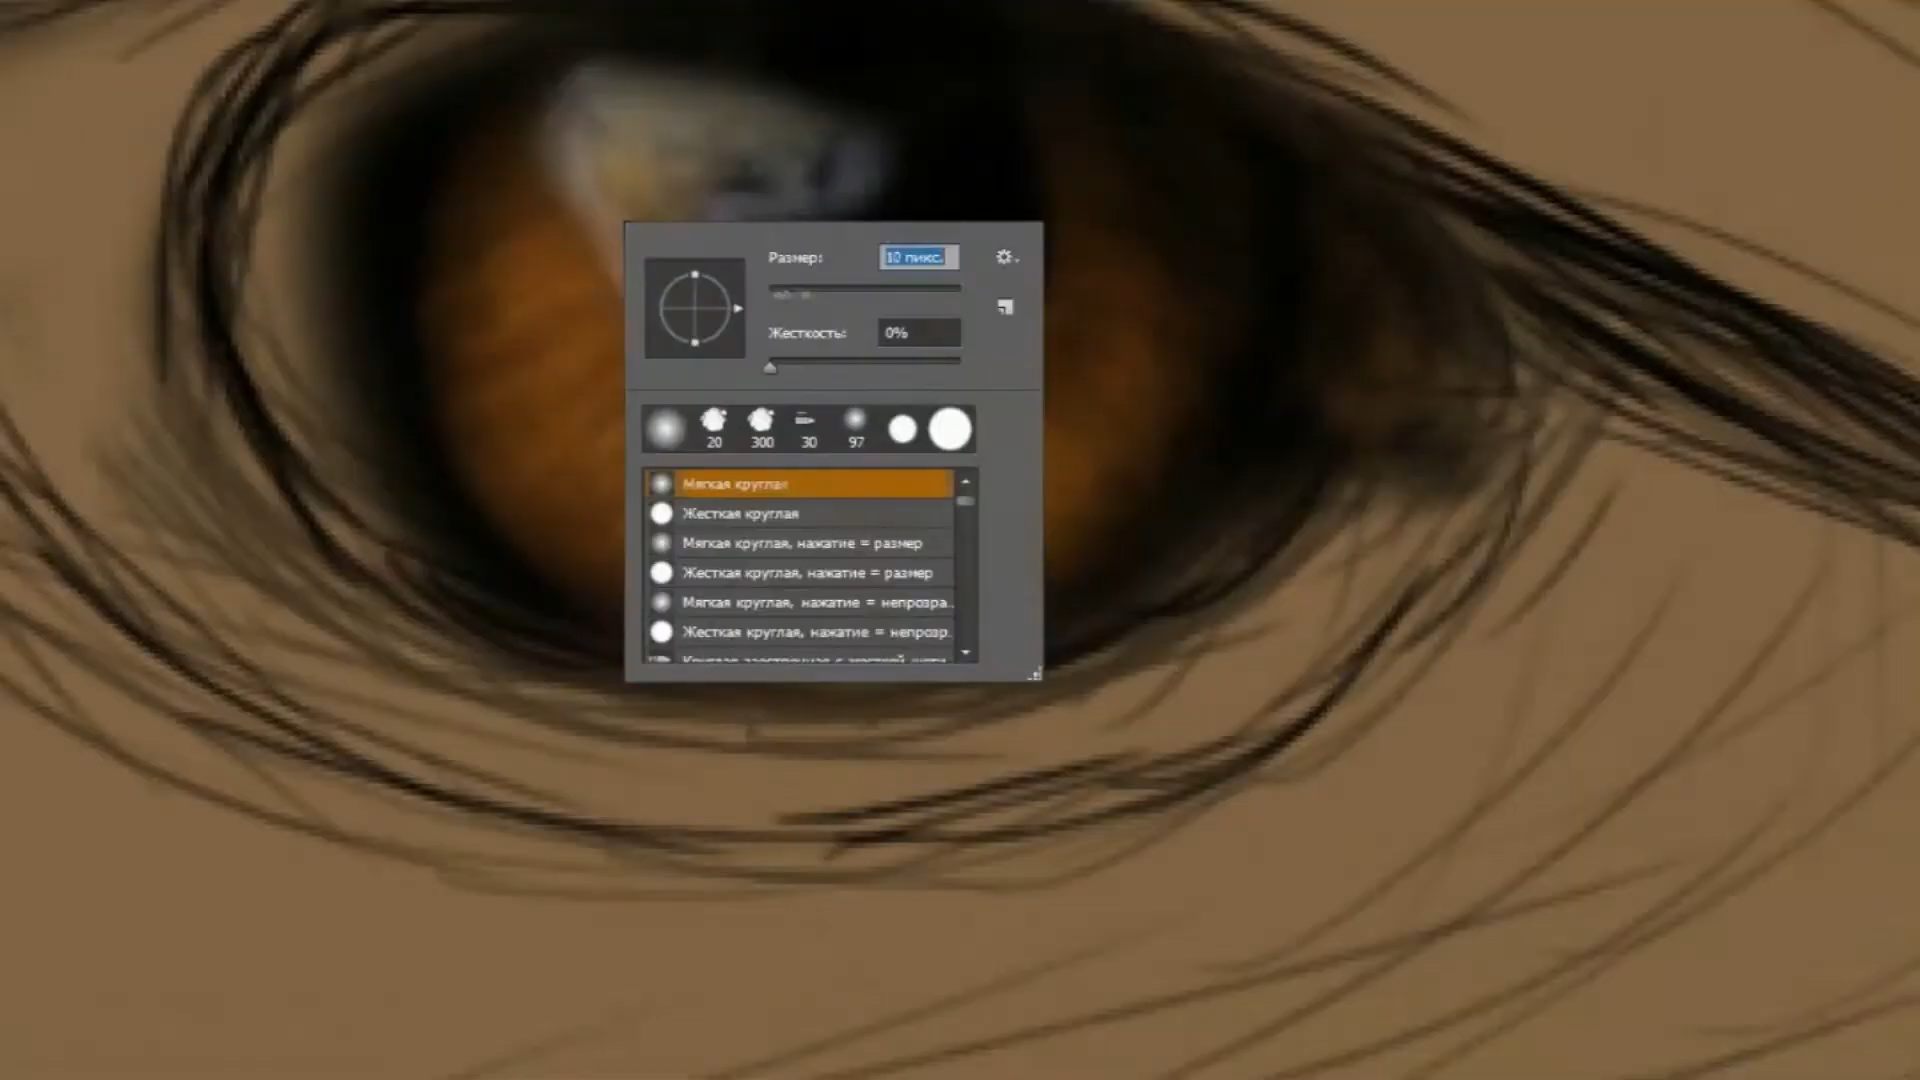 Размер:
10 пикс.
Жесткость:
0%
20
300
30
97
Мягкая круглая
Жесткая круглая
Мягкая круглая, нажатие = размер
Жесткая круглая, нажатие = размер
Мягкая круглая, нажатие = непрозра..
Жесткая круглая, нажатие = непрозр.